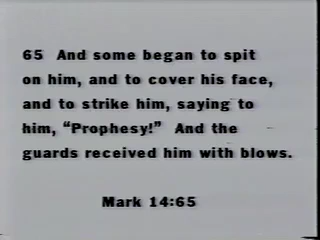 65 And some began to spit
on him, and to cover his face,
and to strike him, saying to
him, “Prophesy!” And the
guards received him with blows.
Mark 14:65